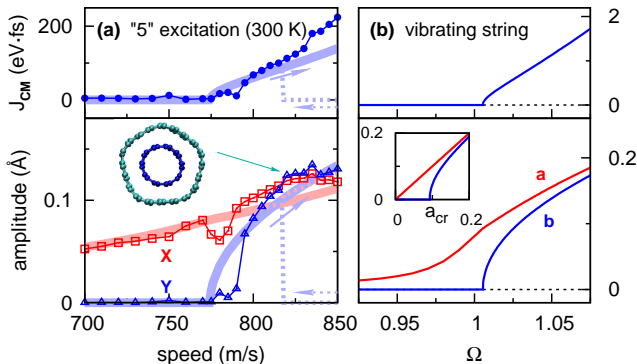 (a) "5" excitation (300 K)
(b) vibrating string
J_CM (eV·fs)
200
0
2
0
amplitude (Å)
0.1
0
X
Y
0.2
0
0
a_cr
0.2
a
b
0.2
0.1
0
700
750
800
850
speed (m/s)
0.95
1
1.05
Ω